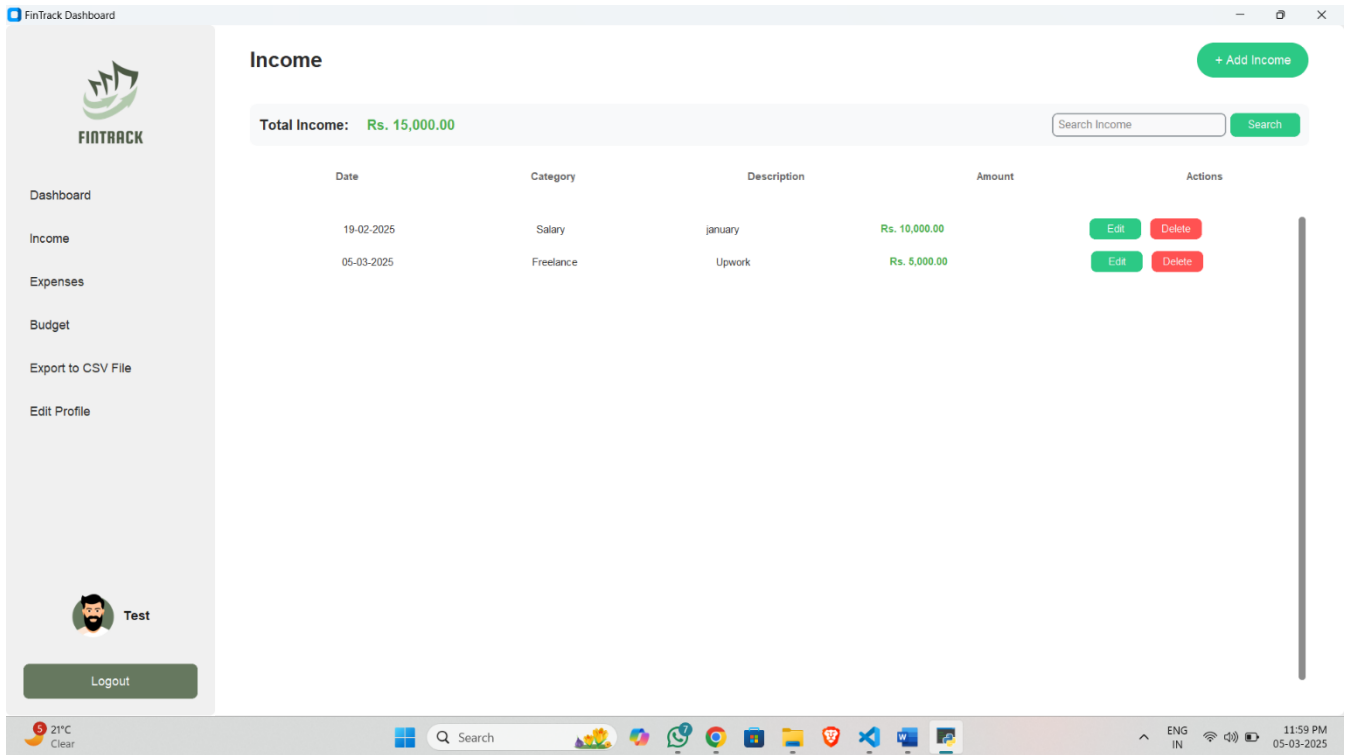 FinTrack Dashboard
FINTRACK
Dashboard
Income
Expenses
Budget
Export to CSV File
Edit Profile
Test
Logout
Income
+ Add Income
Total Income: Rs. 15,000.00
Search Income
Search
Date Category Description Amount Actions
19-02-2025 Salary january Rs. 10,000.00 Edit Delete
05-03-2025 Freelance Upwork Rs. 5,000.00 Edit Delete
5
21°C
Clear
Search
7
ENG
IN
11:59 PM
05-03-2025